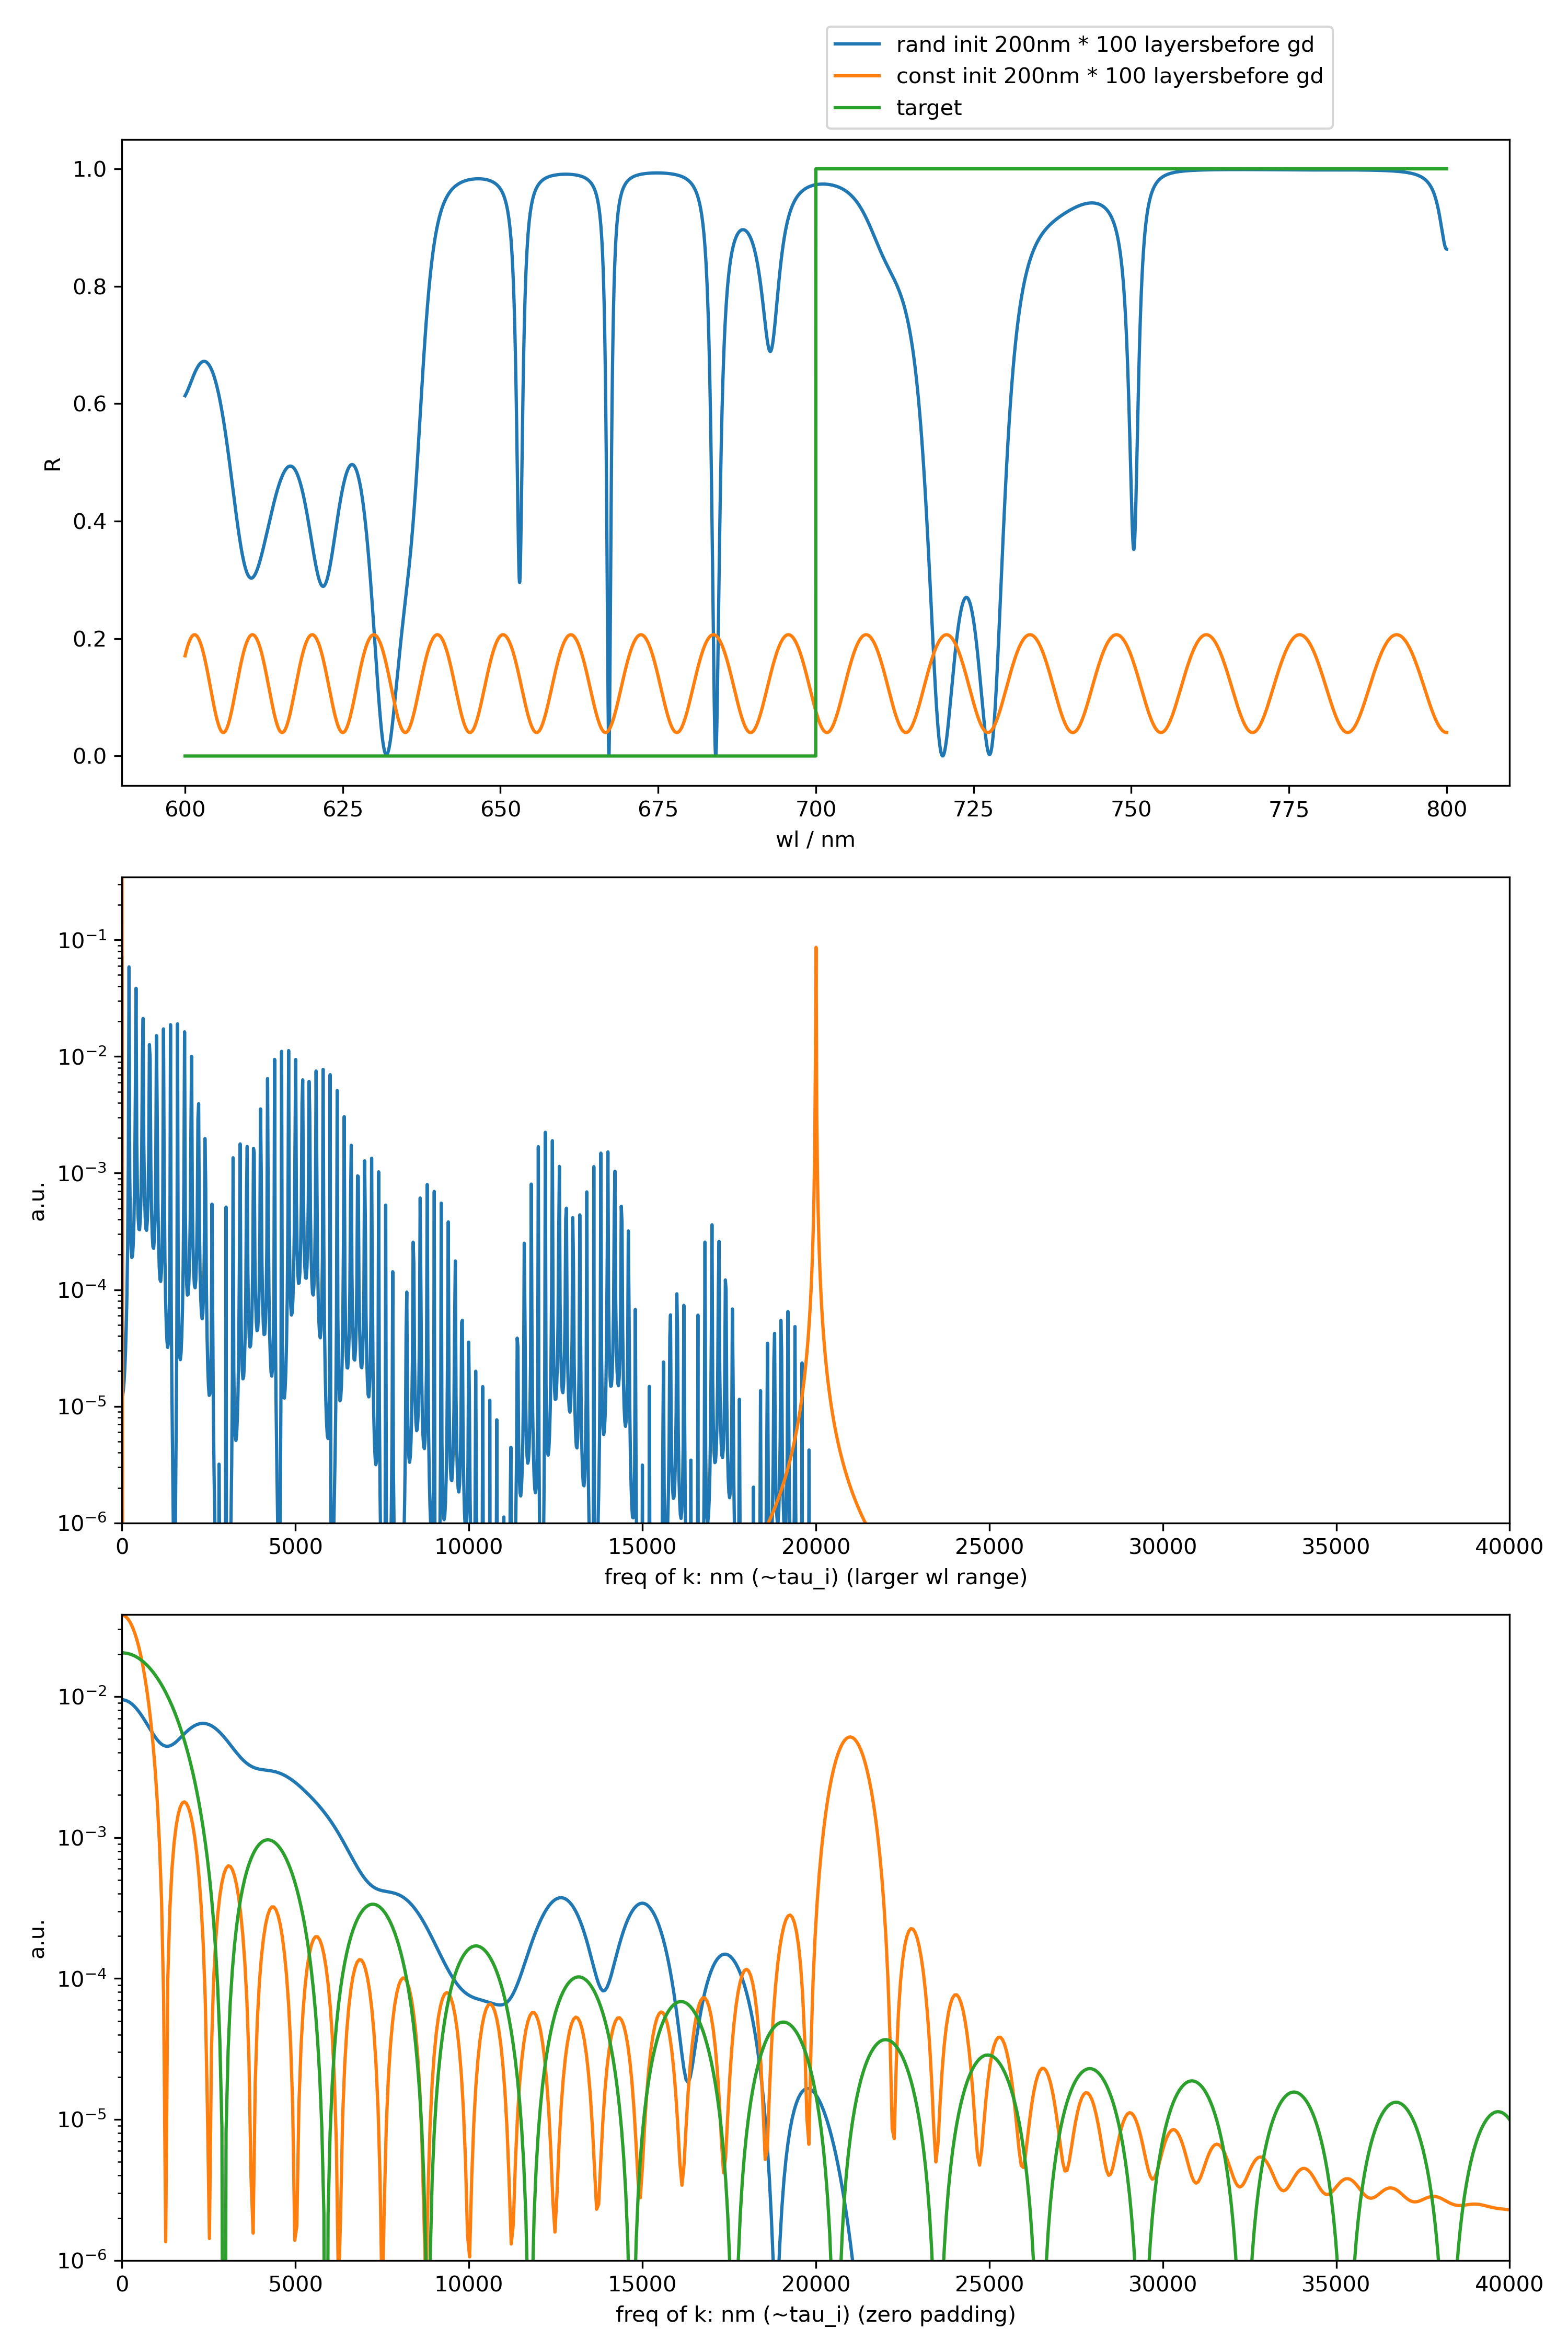 rand init 200nm * 100 layersbefore gd
const init 200nm * 100 layersbefore gd
target
1.0
0.8
0.6
0.4
0.2
0.0
R
600 625 650 675 700 725 750 775 800
wl / nm
10⁻¹
10⁻²
10⁻³
10⁻⁴
10⁻⁵
10⁻⁶
a.u.
0 5000 10000 15000 20000 25000 30000 35000 40000
freq of k: nm (~tau_i) (larger wl range)
10⁻²
10⁻³
10⁻⁴
10⁻⁵
10⁻⁶
a.u.
0 5000 10000 15000 20000 25000 30000 35000 40000
freq of k: nm (~tau_i) (zero padding)